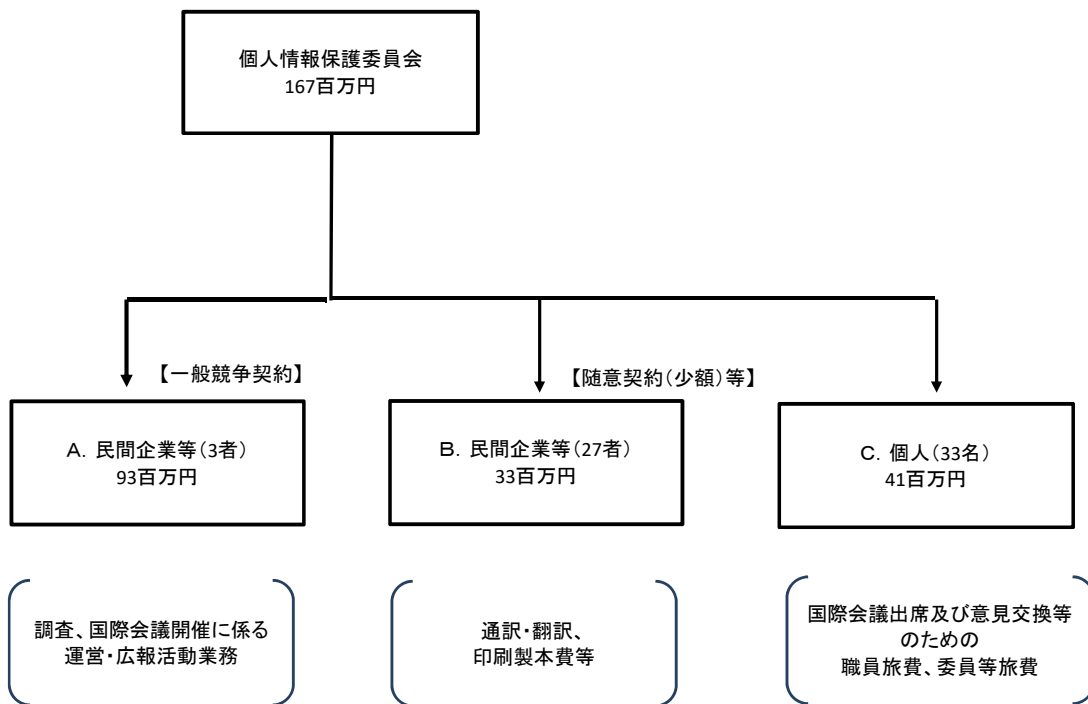 個人情報保護委員会
167百万円
【一般競争契約】
【随意契約(少額)等】
A. 民間企業等(3者)
93百万円
B. 民間企業等(27者)
33百万円
C. 個人(33名)
41百万円
調査、国際会議開催に係る
運営・広報活動業務
通訳・翻訳、
印刷製本費等
国際会議出席及び意見交換等
のための
職員旅費、委員等旅費